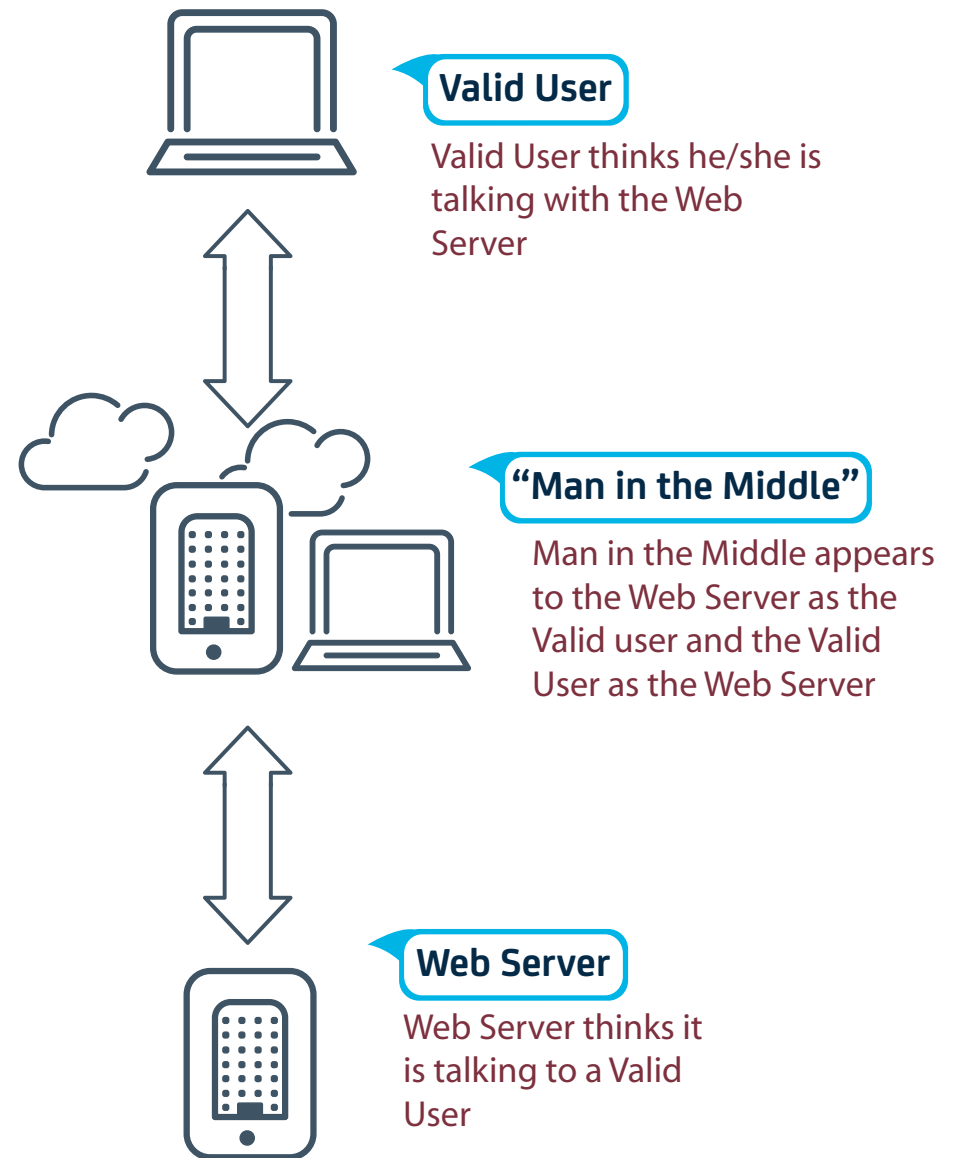 Valid User
Valid User thinks he/she is
talking with the Web
Server
“Man in the Middle”
Man in the Middle appears
to the Web Server as the
Valid user and the Valid
User as the Web Server
Web Server
Web Server thinks it
is talking to a Valid
User